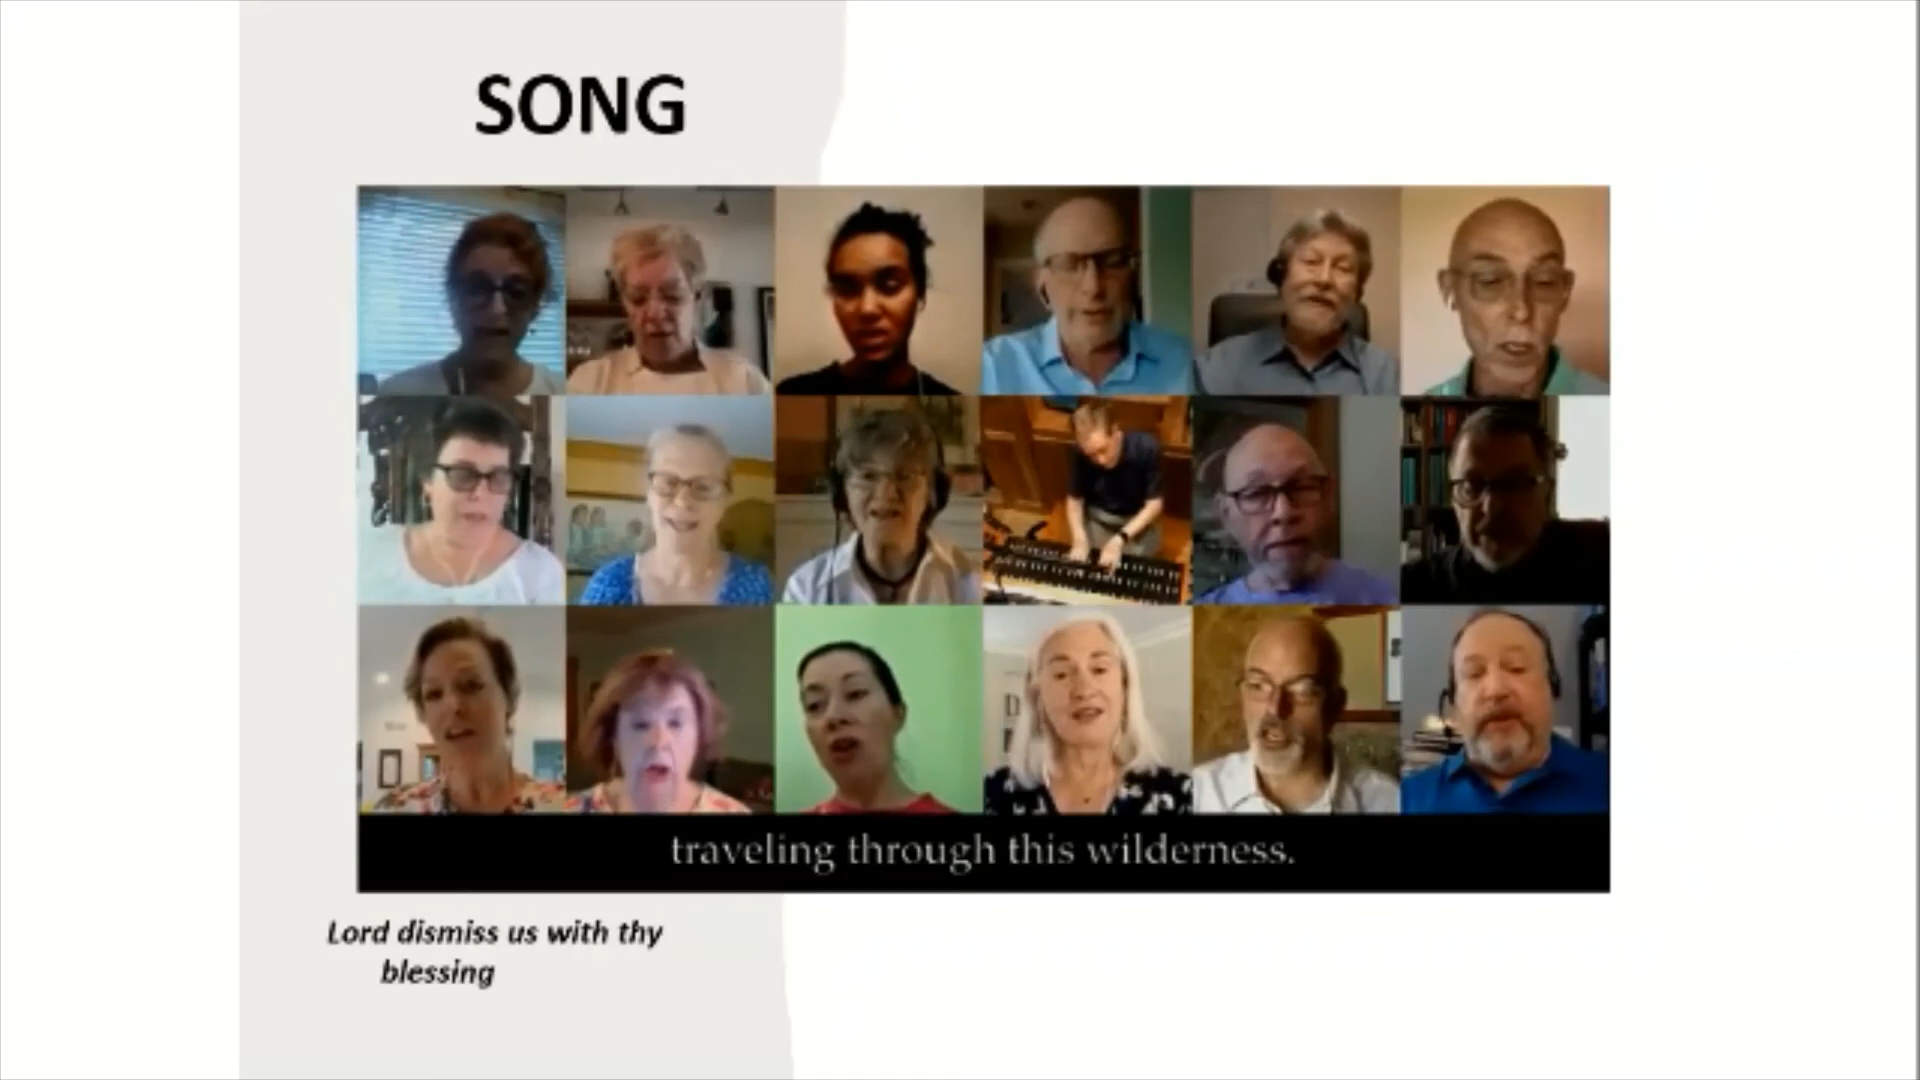 SONG
traveling through this wilderness.
Lord dismiss us with thy
blessing